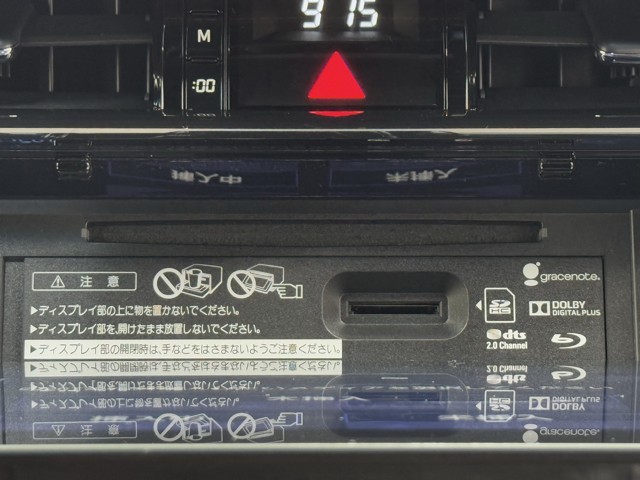 915
M
:00
⚠ 注意
▶ディスプレイ部の上に物を置かないでください。
▶ディスプレイ部を、開けたまま放置しないでください。
▶ディスプレイ部の開閉時は、手などをはさまないようご注意ください。
gracenote.
SD HC
DOLBY
DIGITAL PLUS
dts
2.0 Channel